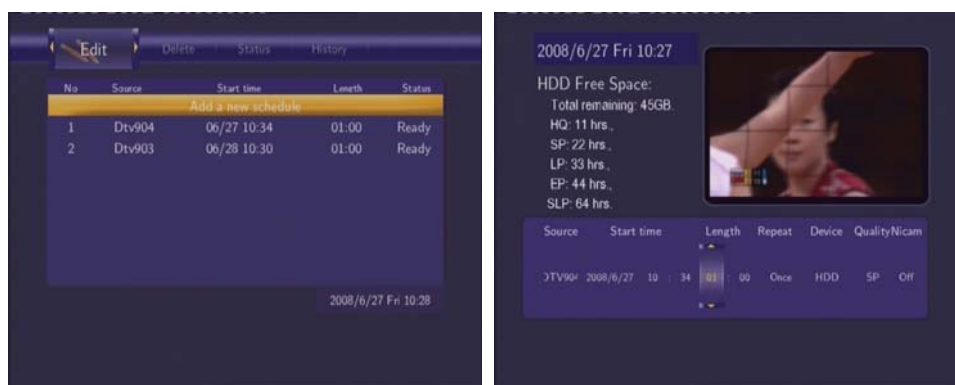 Edit Delete Status History
No Source Start time Length Status
Add a new schedule
1 Dtv904 06/27 10:34 01:00 Ready
2 Dtv903 06/28 10:30 01:00 Ready
2008/6/27 Fri 10:28
2008/6/27 Fri 10:27
HDD Free Space:
Total remaining: 45GB.
HQ: 11 hrs.,
SP: 22 hrs.,
LP: 33 hrs.,
EP: 44 hrs.,
SLP: 64 hrs.
Source Start time Length Repeat Device Quality Nicam
DTV904 2008/6/27 10 : 34 01 : 00 Once HDD SP Off